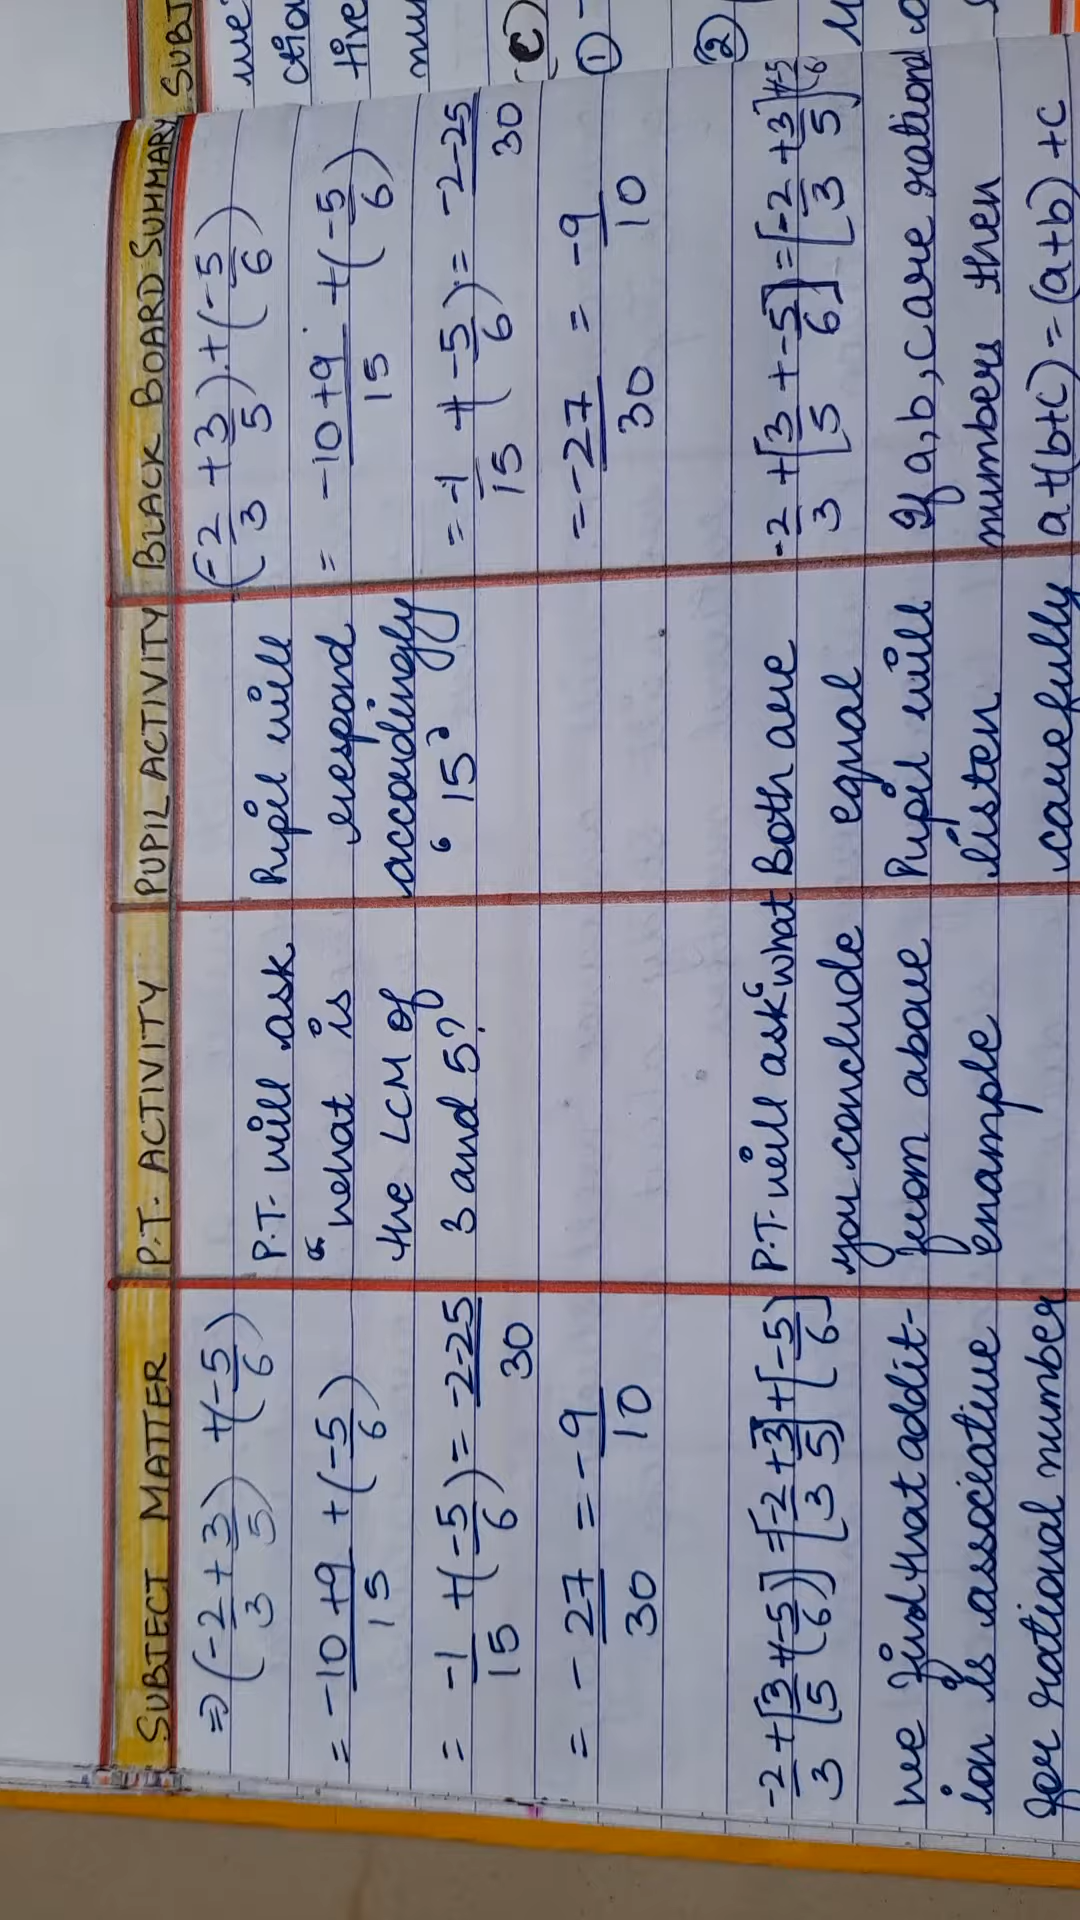 SUBJECT MATTER P.T. ACTIVITY PUPIL ACTIVITY BLACK BOARD SUMMARY
⇒ (-2/3 + 3/5) + (-5/6)
= -10+9/15 + (-5/6)
= -1/15 + (-5/6) = -2-25/30
= -27/30 = -9/10
-2/3 + [3/5 + (-5/6)] = [-2/3 + 3/5] + [-5/6]
we find that addit-
ion is associative
for rational number
P.T. will ask
"what is
the LCM of
3 and 5?
P.T. will ask "what
you conclude
from above
enample
Pupil will
respond
accordingly
" 15"
Both are
equal
Pupil will
listen
carefully
(-2/3 + 3/5) + (-5/6)
= -10+9/15 + (-5/6)
= -1/15 + (-5/6) = -2-25/30
= -27/30 = -9/10
-2/3 + [3/5 + -5/6] = [-2/3 + 3/5] + (-5/6)
If a, b, c are rational
numbers then
a+(b+c) = (a+b)+c
SUBJ
(C)
①
②